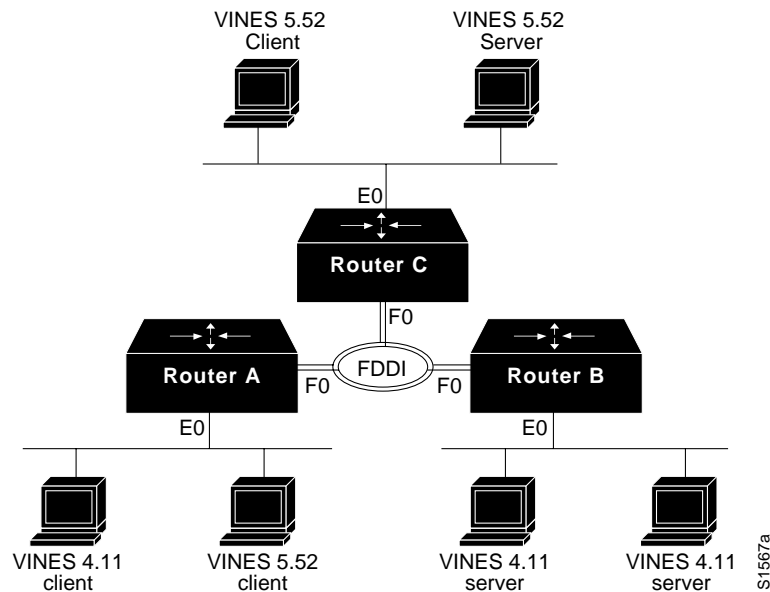 VINES 5.52
Client
VINES 5.52
Server
E0
Router C
F0
Router A
F0
FDDI
F0
Router B
E0
E0
VINES 4.11
client
VINES 5.52
client
VINES 4.11
server
VINES 4.11
server
S1567a